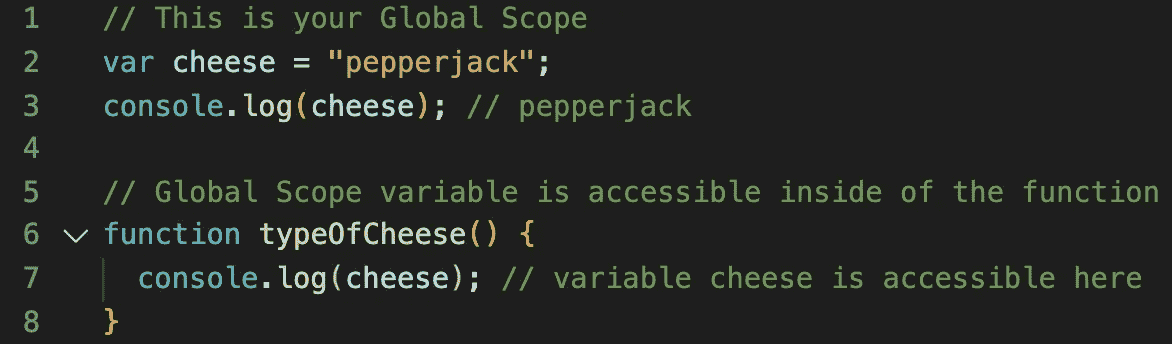 1 // This is your Global Scope
2 var cheese = "pepperjack";
3 console.log(cheese); // pepperjack
4
5 // Global Scope variable is accessible inside of the function
6 function typeOfCheese() {
7 console.log(cheese); // variable cheese is accessible here
8 }